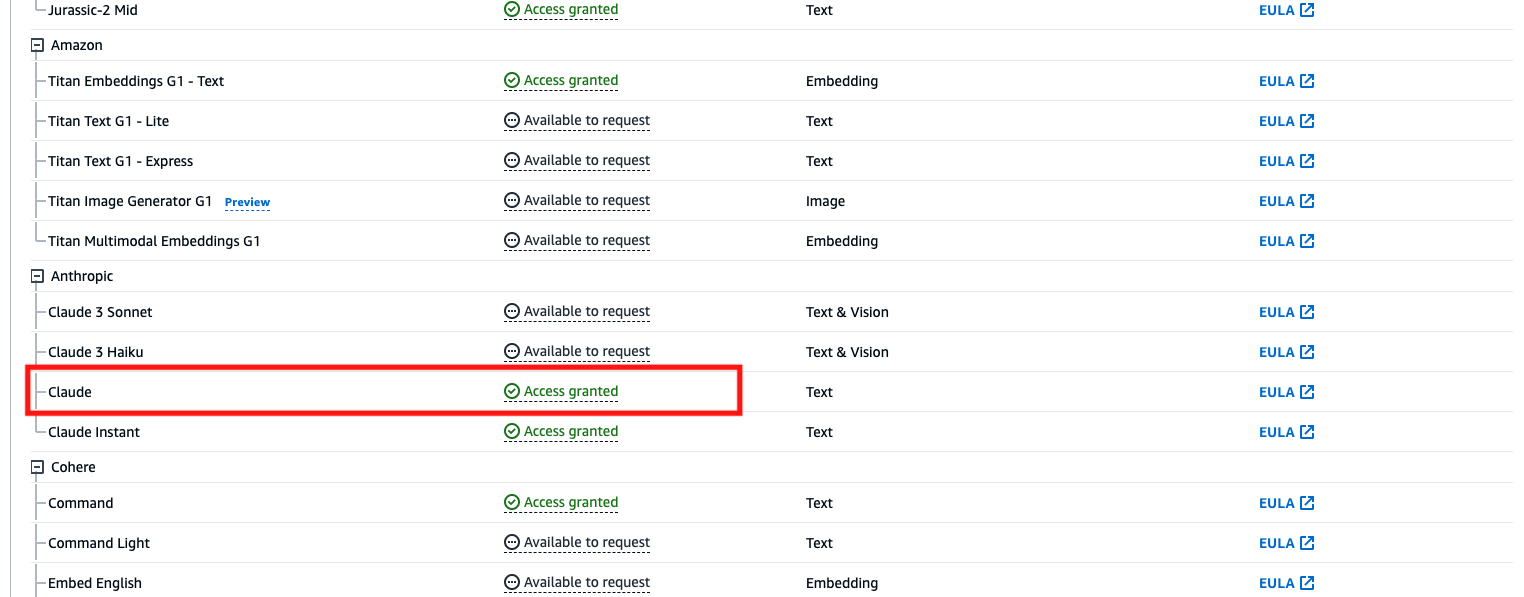 Jurassic-2 Mid Access granted Text EULA
Amazon
Titan Embeddings G1 - Text Access granted Embedding EULA
Titan Text G1 - Lite Available to request Text EULA
Titan Text G1 - Express Available to request Text EULA
Titan Image Generator G1 Preview Available to request Image EULA
Titan Multimodal Embeddings G1 Available to request Embedding EULA
Anthropic
Claude 3 Sonnet Available to request Text & Vision EULA
Claude 3 Haiku Available to request Text & Vision EULA
Claude Access granted Text EULA
Claude Instant Access granted Text EULA
Cohere
Command Access granted Text EULA
Command Light Available to request Text EULA
Embed English Available to request Embedding EULA